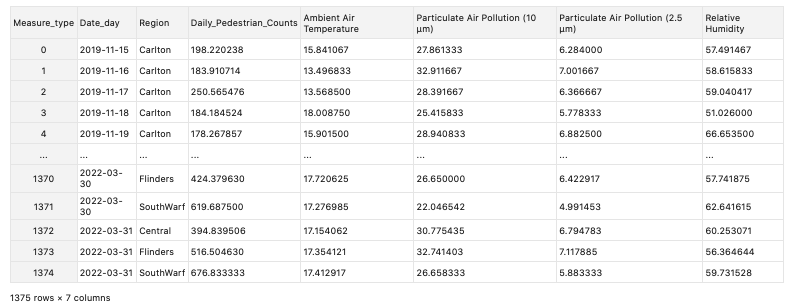 Measure_type Date_day Region Daily_Pedestrian_Counts Ambient Air Temperature Particulate Air Pollution (10 µm) Particulate Air Pollution (2.5 µm) Relative Humidity
0 2019-11-15 Carlton 198.220238 15.841067 27.861333 6.284000 57.491467
1 2019-11-16 Carlton 183.910714 13.496833 32.911667 7.001667 58.615833
2 2019-11-17 Carlton 250.565476 13.568500 28.391667 6.366667 59.040417
3 2019-11-18 Carlton 184.184524 18.008750 25.415833 5.778333 51.026000
4 2019-11-19 Carlton 178.267857 15.901500 28.940833 6.882500 66.653500
... ... ... ... ... ... ... ...
1370 2022-03-30 Flinders 424.379630 17.720625 26.650000 6.422917 57.741875
1371 2022-03-30 SouthWarf 619.687500 17.276985 22.046542 4.991453 62.641615
1372 2022-03-31 Central 394.839506 17.154062 30.775435 6.794783 60.253071
1373 2022-03-31 Flinders 516.504630 17.354121 32.741403 7.117885 56.364644
1374 2022-03-31 SouthWarf 676.833333 17.412917 26.658333 5.883333 59.731528
1375 rows × 7 columns